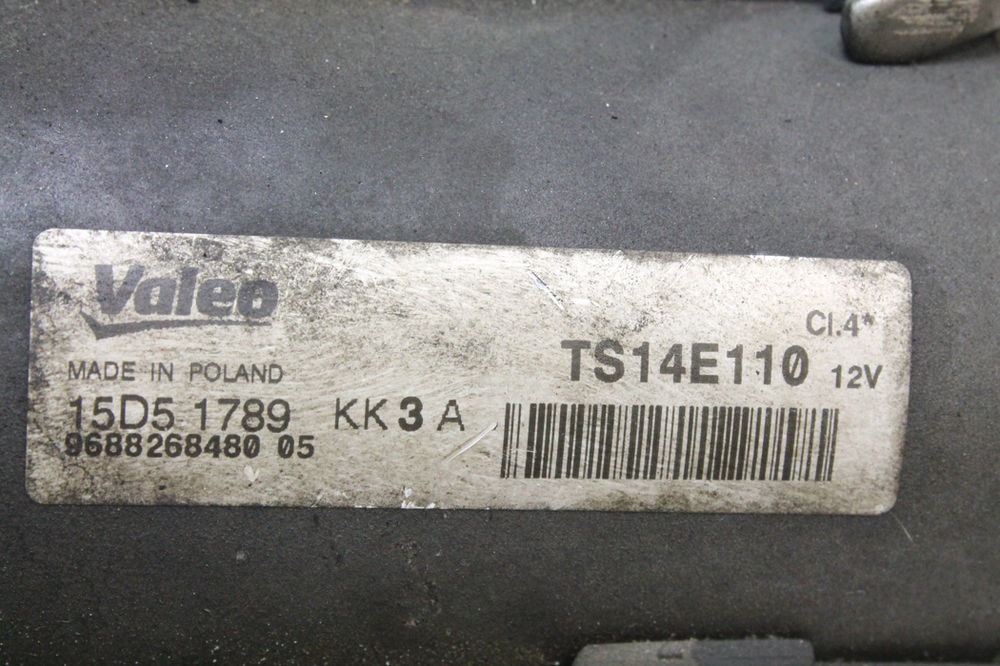 Valeo
Cl.4*
TS14E110 12V
MADE IN POLAND
15D5 1789 KK3A
9688268480 05